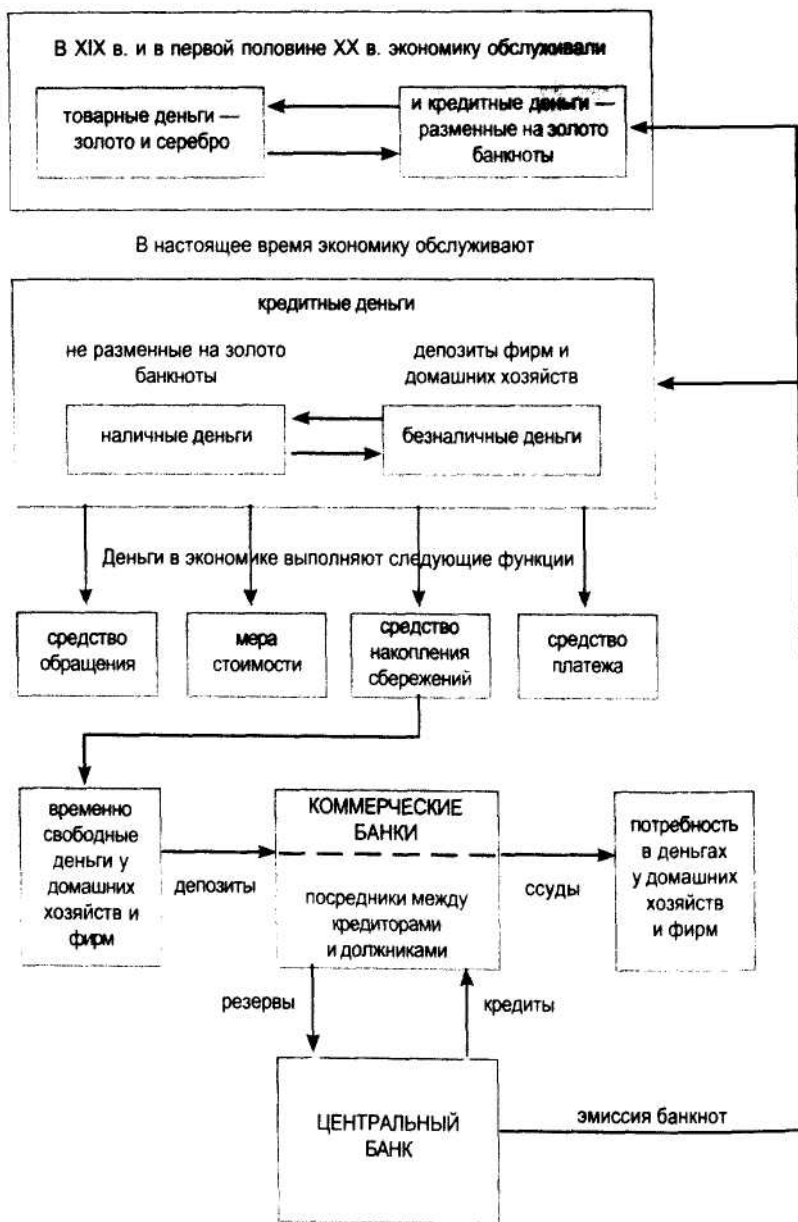 В XIX в. и в первой половине XX в. экономику обслуживали
товарные деньги —
золото и серебро
и кредитные деньги —
разменные на золото
банкноты
В настоящее время экономику обслуживают
кредитные деньги
не разменные на золото
банкноты
депозиты фирм и
домашних хозяйств
наличные деньги
безналичные деньги
Деньги в экономике выполняют следующие функции
средство
обращения
мера
стоимости
средство
накопления
сбережений
средство
платежа
временно
свободные
деньги у
домашних
хозяйств и
фирм
депозиты
КОММЕРЧЕСКИЕ
БАНКИ
посредники между
кредиторами
и должниками
ссуды
потребность
в деньгах
у домашних
хозяйств
и фирм
резервы
кредиты
ЦЕНТРАЛЬНЫЙ
БАНК
эмиссия банкнот